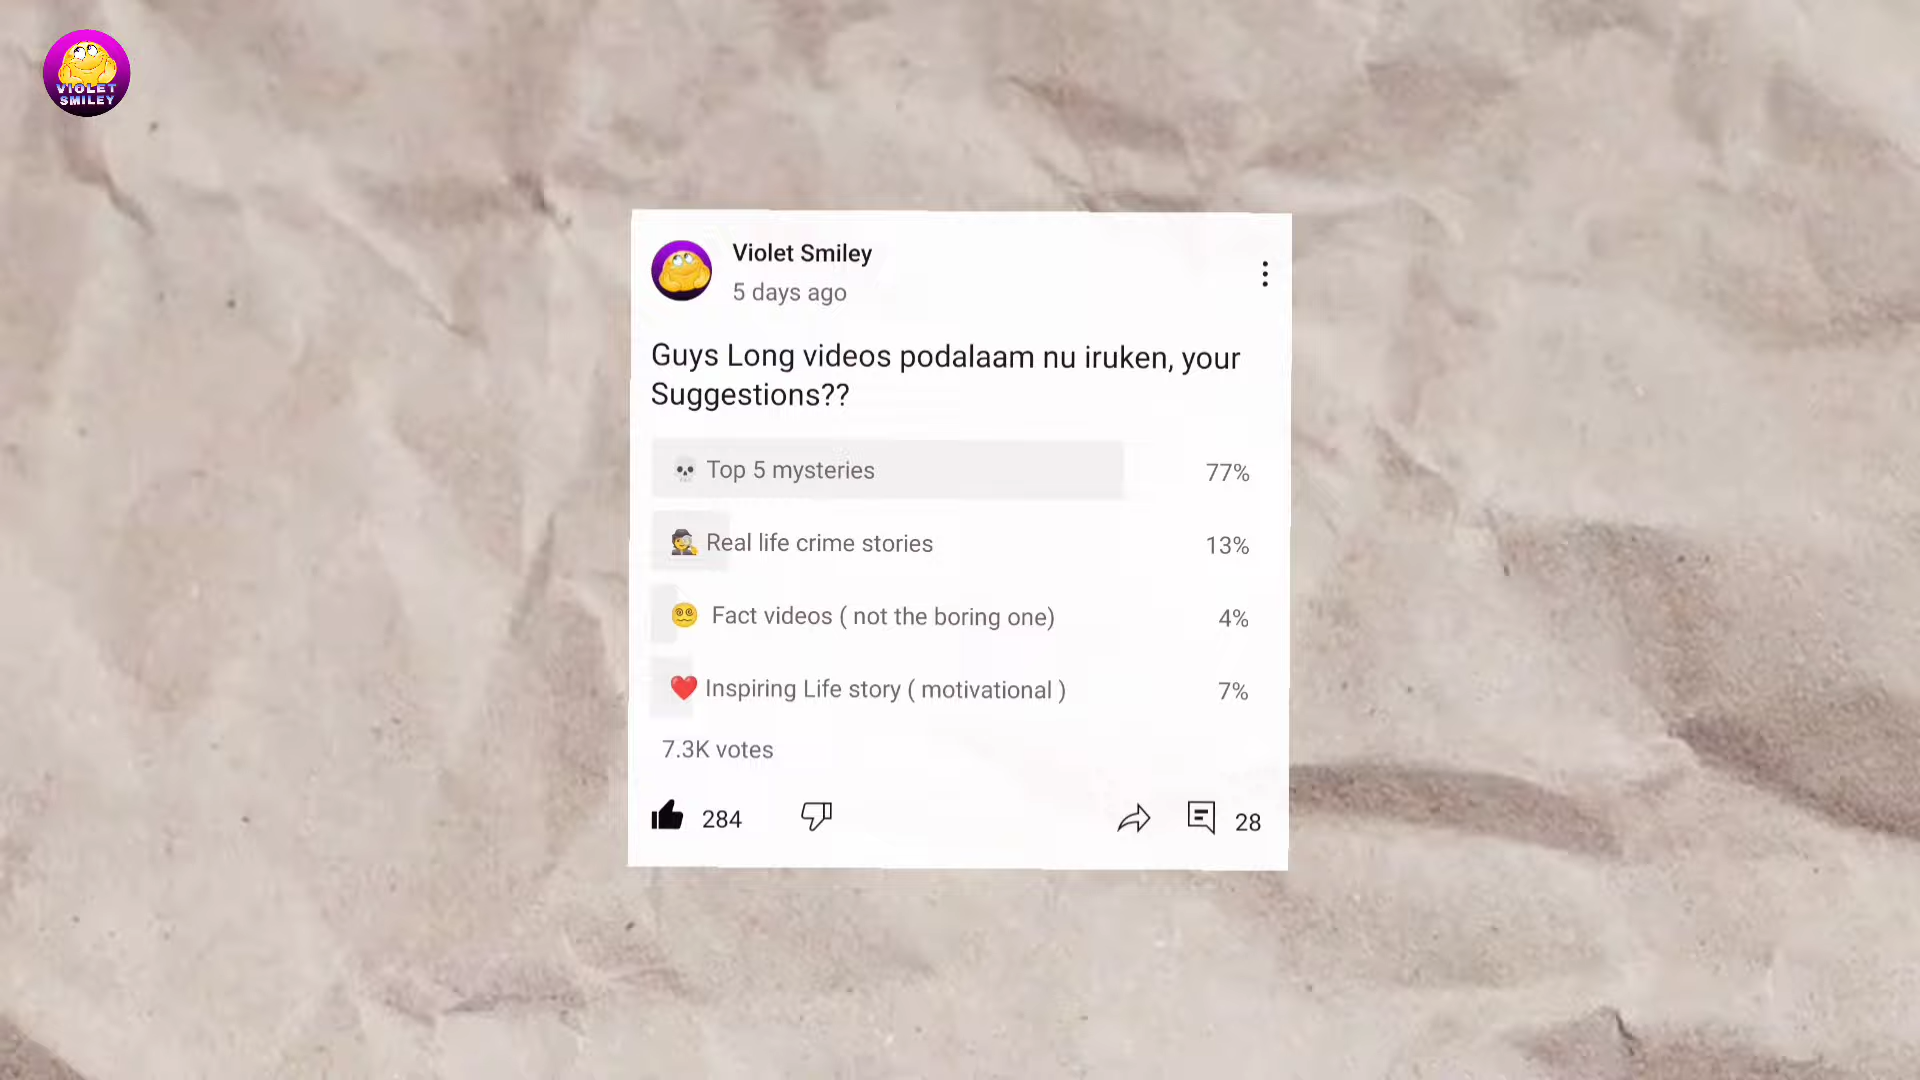 VIOLET
SMILEY
Violet Smiley
5 days ago
Guys Long videos podalaam nu iruken, your
Suggestions??
💀 Top 5 mysteries 77%
🕵️ Real life crime stories 13%
😵‍💫 Fact videos ( not the boring one) 4%
❤️ Inspiring Life story ( motivational ) 7%
7.3K votes
284
28